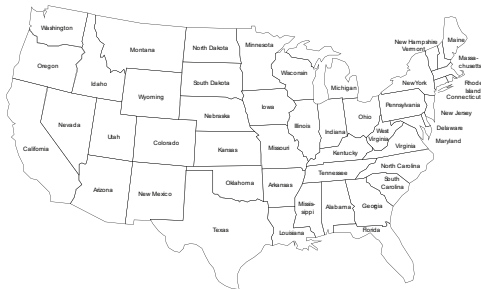 Washington
Montana
North Dakota
Minnesota
New Hampshire
Vermont
Maine
Oregon
Idaho
Wyoming
South Dakota
Wisconsin
Michigan
NewYork
Massa-
chusetts
Rhode
Island
Connecticut
Nevada
Utah
Colorado
Nebraska
Iowa
Illinois
Indiana
Ohio
Pennsylvania
New Jersey
Delaware
Maryland
California
Kansas
Missouri
Kentucky
West
Virginia
Virginia
Arizona
New Mexico
Oklahoma
Arkansas
Tennessee
North Carolina
South
Carolina
Texas
Louisiana
Missis-
sippi
Alabama
Georgia
Florida